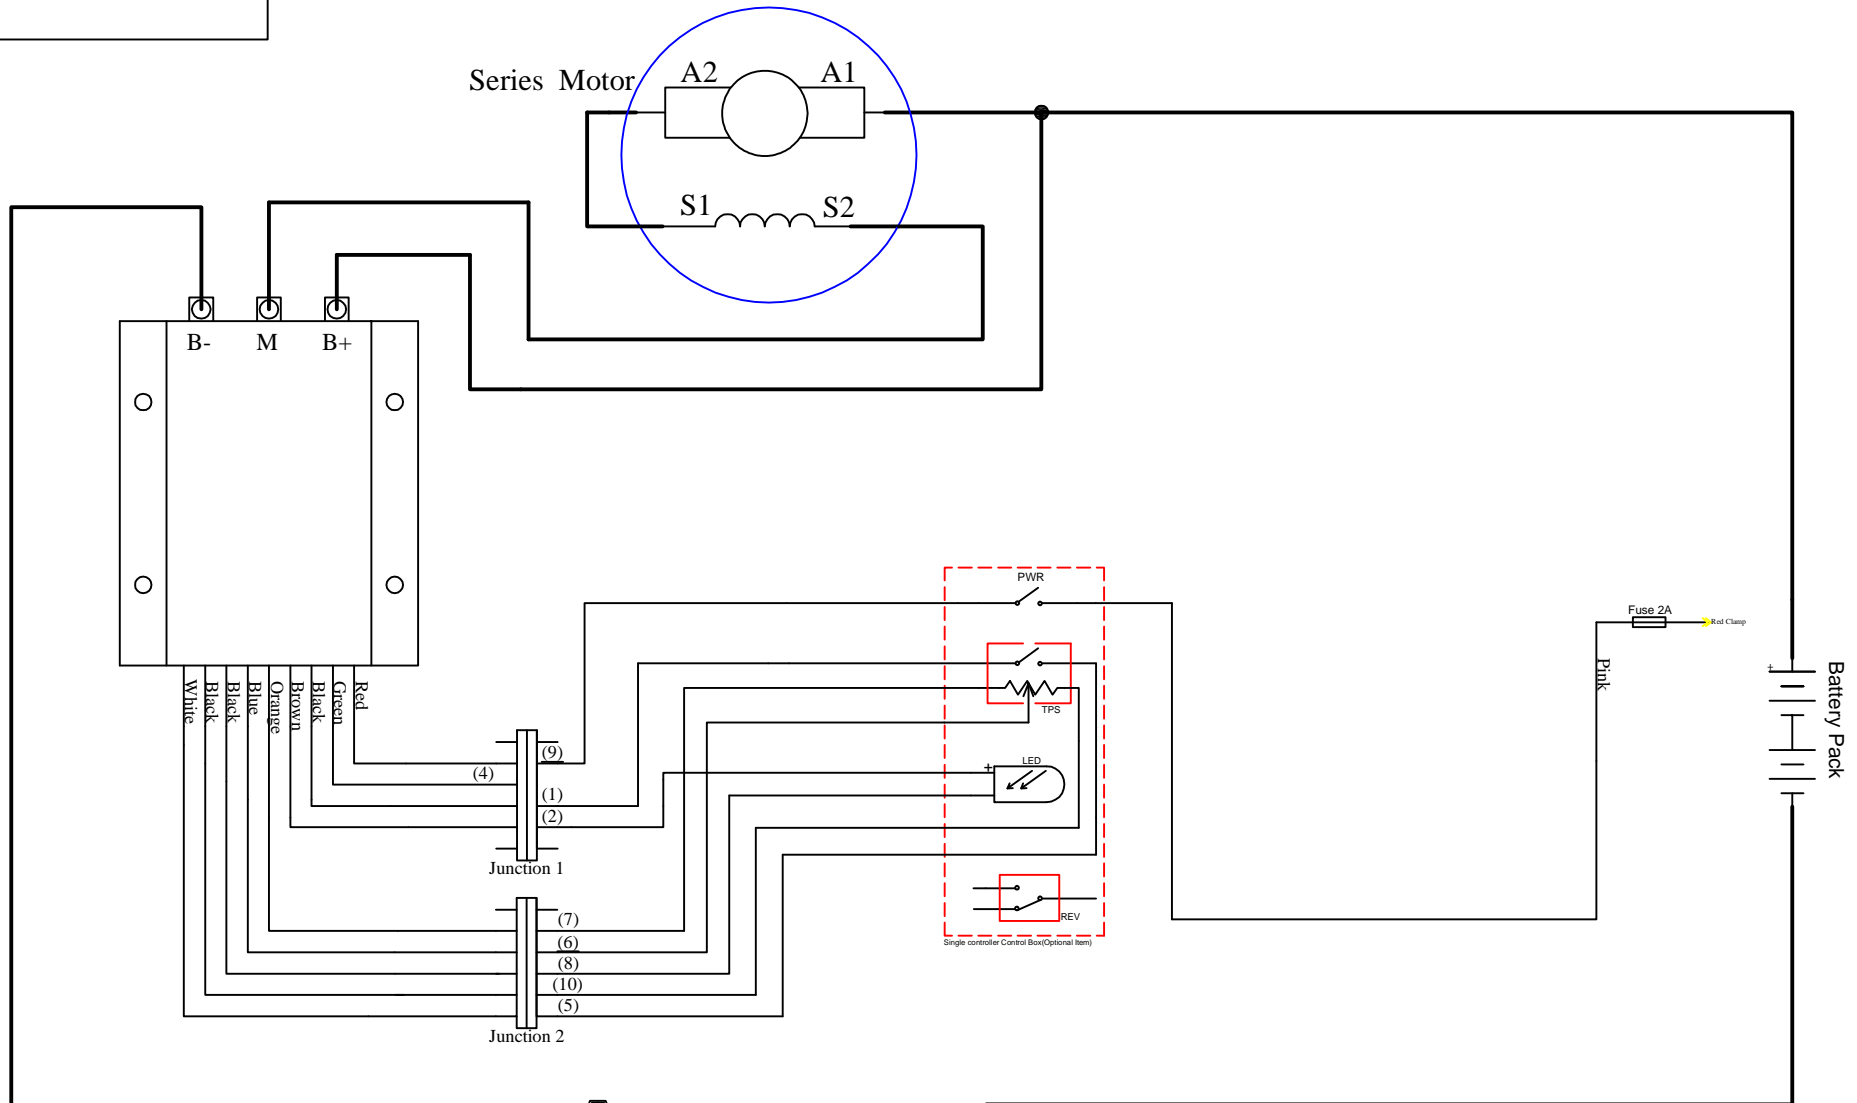 Series Motor
A2
A1
S1
S2
B-
M
B+
White
Black
Black
Blue
Orange
Brown
Black
Green
Red
(9)
(4)
(1)
(2)
Junction 1
(7)
(6)
(8)
(10)
(5)
Junction 2
PWR
TPS
LED
+
REV
Single controller Control Box(Optional Item)
Fuse 2A
Red Clamp
Pink
+
Battery Pack